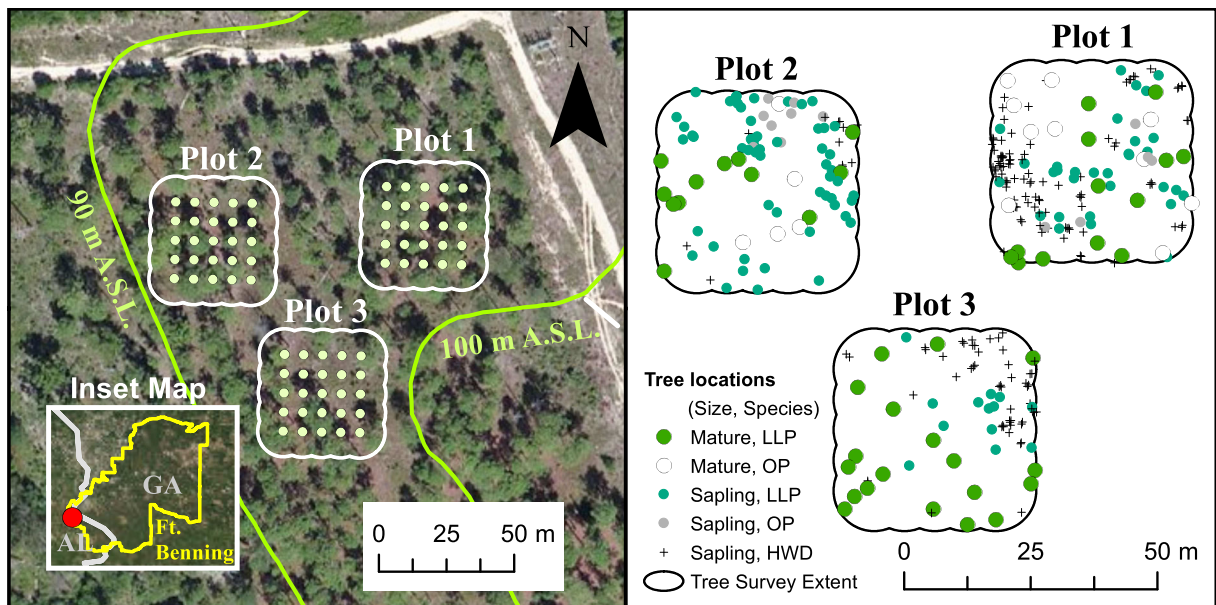 N
Plot 1
Plot 2
Plot 3
90 m A.S.L.
100 m A.S.L.
Inset Map
GA
AL
Ft.
Benning
0 25 50 m
Plot 1
Plot 2
Plot 3
Tree locations
(Size, Species)
Mature, LLP
Mature, OP
Sapling, LLP
Sapling, OP
Sapling, HWD
Tree Survey Extent
0 25 50 m